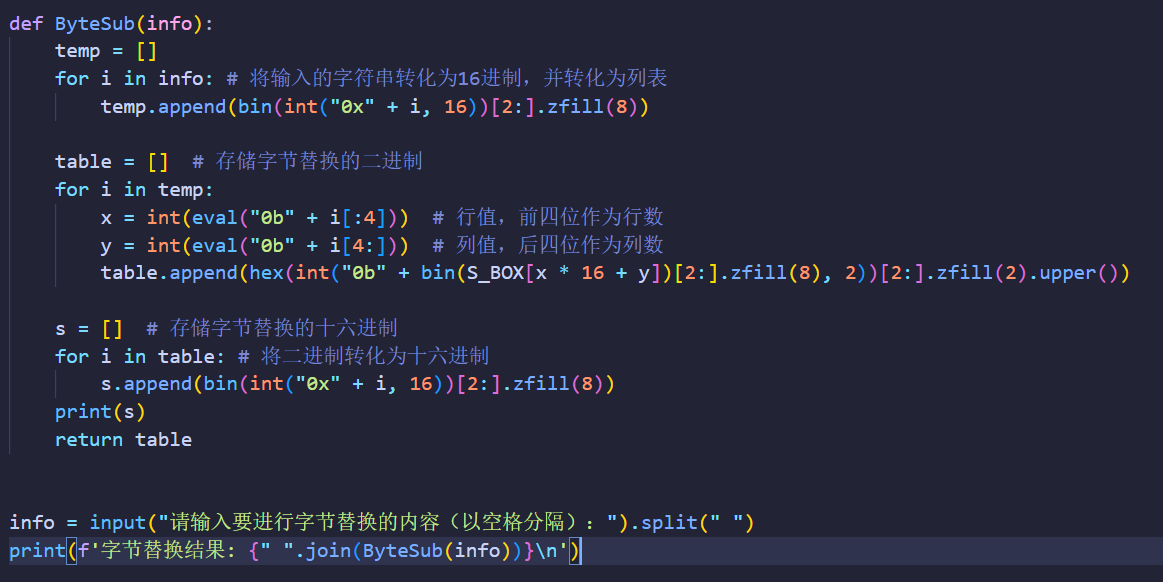 def ByteSub(info):
    temp = []
    for i in info: # 将输入的字符串转化为16进制，并转化为列表
        temp.append(bin(int("0x" + i, 16))[2:].zfill(8))

    table = []  # 存储字节替换的二进制
    for i in temp:
        x = int(eval("0b" + i[:4]))  # 行值，前四位作为行数
        y = int(eval("0b" + i[4:]))  # 列值，后四位作为列数
        table.append(hex(int("0b" + bin(S_BOX[x * 16 + y])[2:].zfill(8), 2))[2:].zfill(2).upper())

    s = []  # 存储字节替换的十六进制
    for i in table: # 将二进制转化为十六进制
        s.append(bin(int("0x" + i, 16))[2:].zfill(8))
    print(s)
    return table


info = input("请输入要进行字节替换的内容（以空格分隔）：").split(" ")
print(f'字节替换结果: {" ".join(ByteSub(info))}\n')